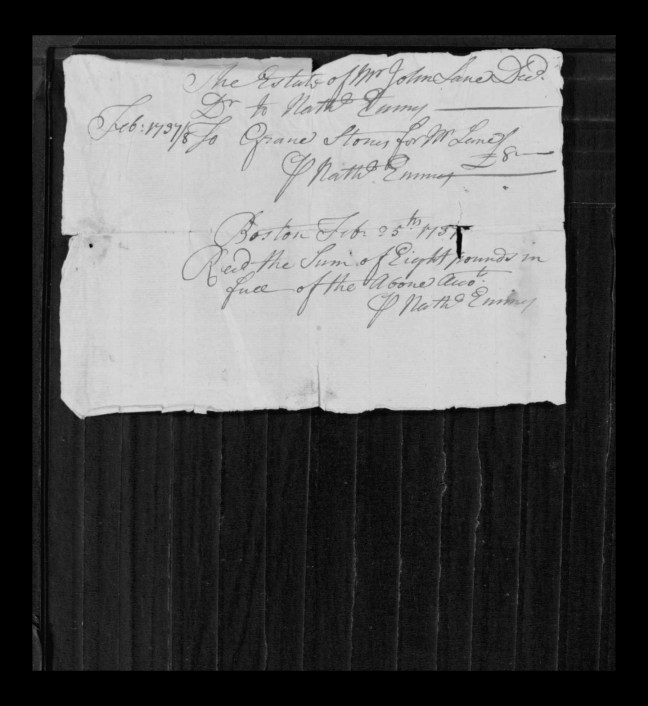 The Estate of Mr John Lane Decd.
Dr to Nathl Emmes
Feb: 1737/8 To Grave Stones for Mr Lane £8
P Nathl. Emmes
Boston Feb 25th 1737
Recd the Sum of Eight pounds in
full of the Above Acot.
P Nathl Emmes